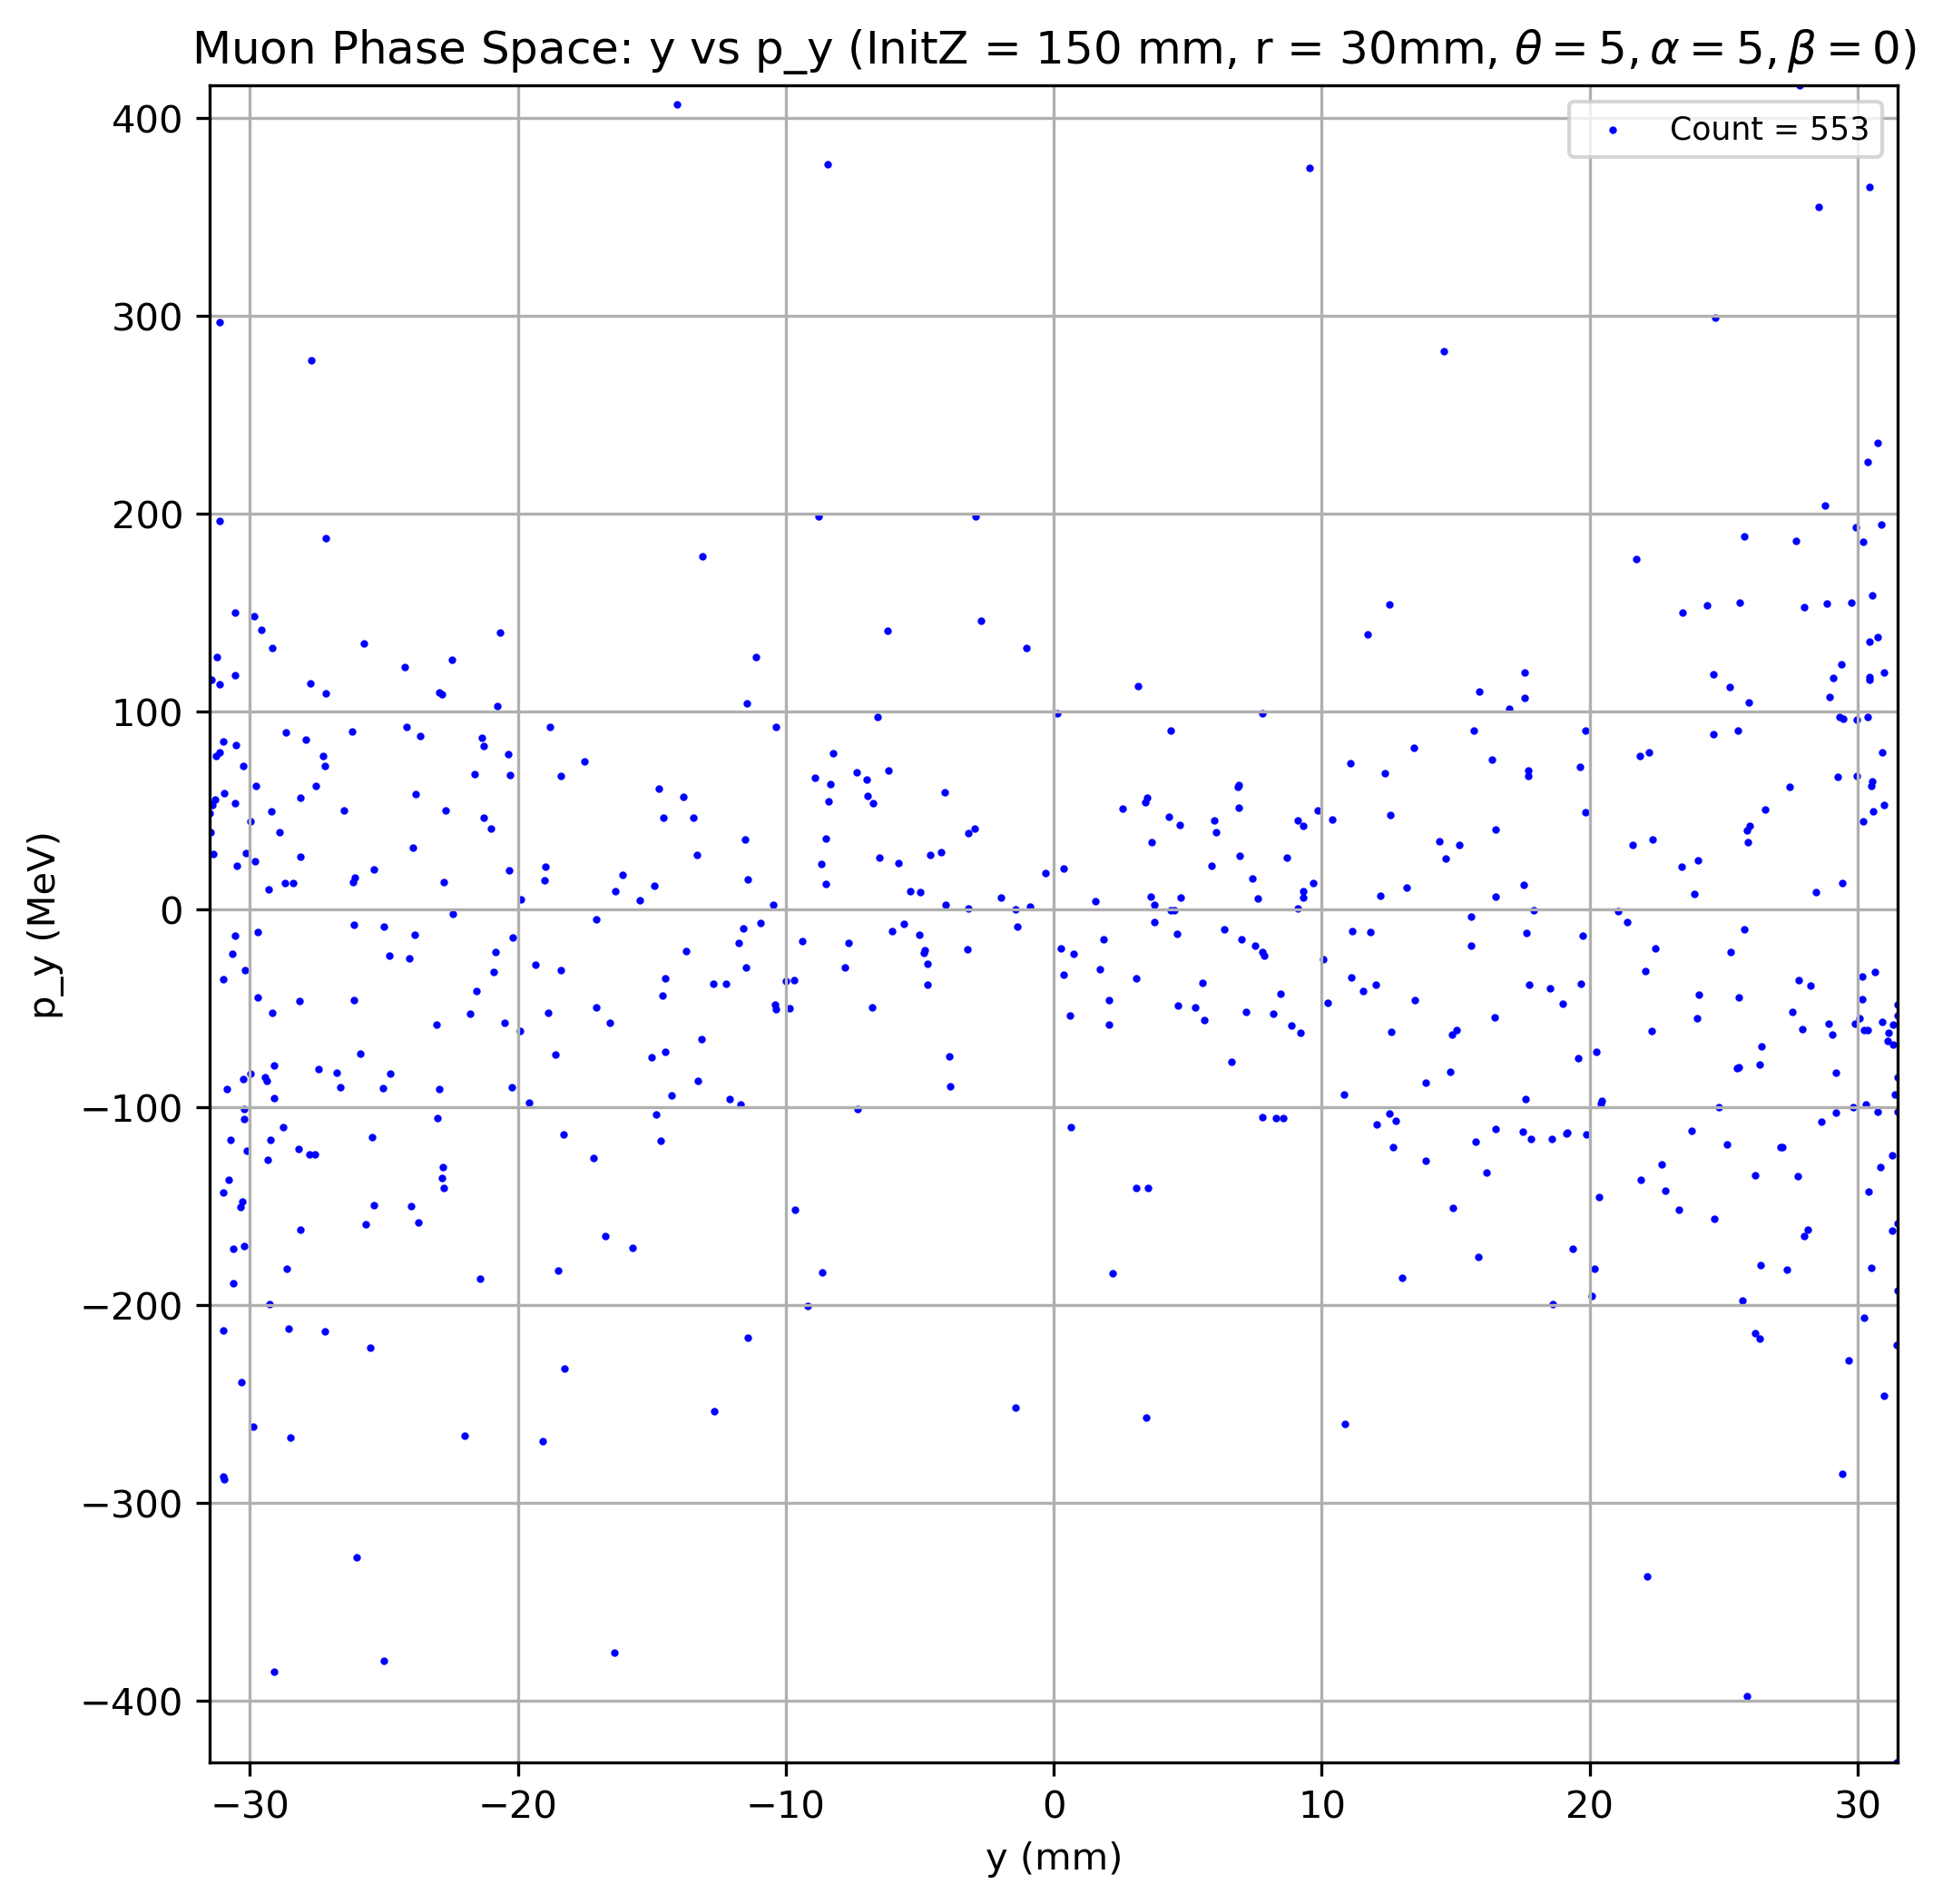 Muon Phase Space: y vs p_y (InitZ = 150 mm, r = 30mm, θ = 5, α = 5, β = 0)
Count = 553
400
300
200
100
0
−100
−200
−300
−400
p_y (MeV)
−30 −20 −10 0 10 20 30
y (mm)